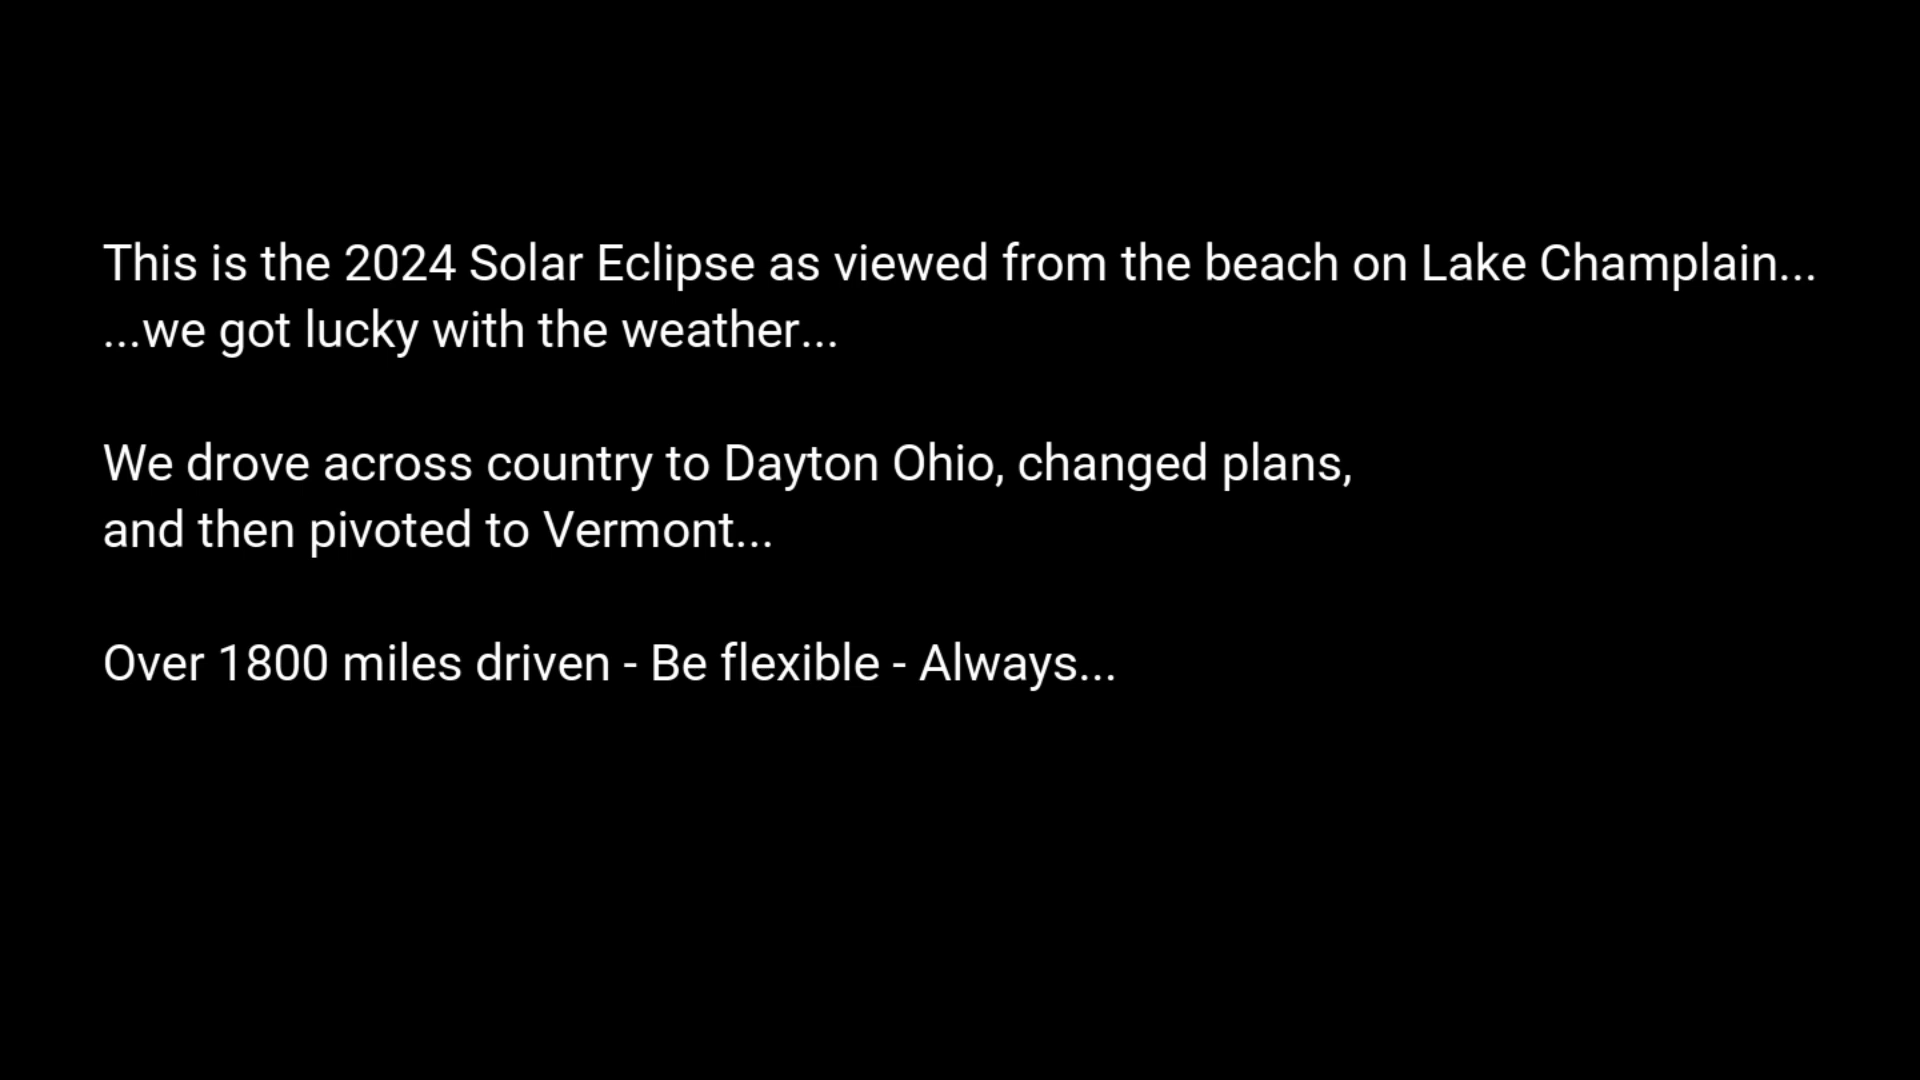 This is the 2024 Solar Eclipse as viewed from the beach on Lake Champlain...
...we got lucky with the weather...
We drove across country to Dayton Ohio, changed plans,
and then pivoted to Vermont...
Over 1800 miles driven - Be flexible - Always...